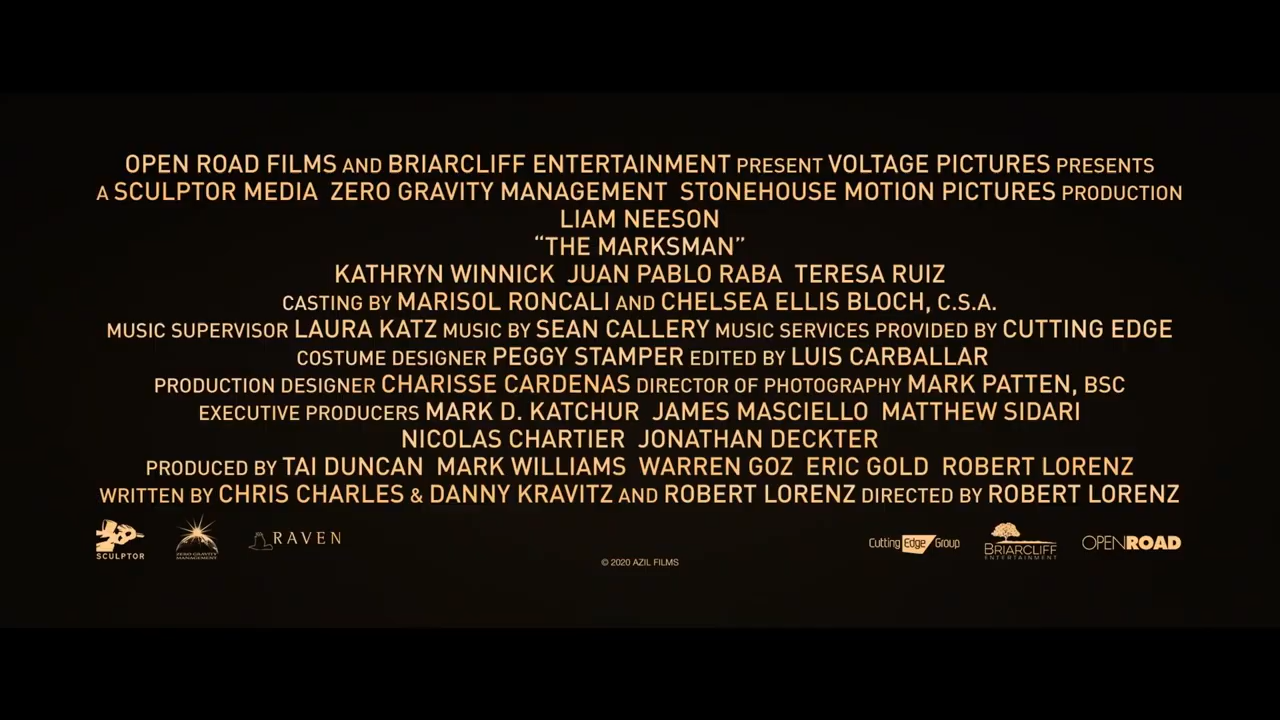 OPEN ROAD FILMS AND BRIARCLIFF ENTERTAINMENT PRESENT VOLTAGE PICTURES PRESENTS
A SCULPTOR MEDIA ZERO GRAVITY MANAGEMENT STONEHOUSE MOTION PICTURES PRODUCTION
LIAM NEESON
“THE MARKSMAN”
KATHRYN WINNICK JUAN PABLO RABA TERESA RUIZ
CASTING BY MARISOL RONCALI AND CHELSEA ELLIS BLOCH, C.S.A.
MUSIC SUPERVISOR LAURA KATZ MUSIC BY SEAN CALLERY MUSIC SERVICES PROVIDED BY CUTTING EDGE
COSTUME DESIGNER PEGGY STAMPER EDITED BY LUIS CARBALLAR
PRODUCTION DESIGNER CHARISSE CARDENAS DIRECTOR OF PHOTOGRAPHY MARK PATTEN, BSC
EXECUTIVE PRODUCERS MARK D. KATCHUR JAMES MASCIELLO MATTHEW SIDARI
NICOLAS CHARTIER JONATHAN DECKTER
PRODUCED BY TAI DUNCAN MARK WILLIAMS WARREN GOZ ERIC GOLD ROBERT LORENZ
WRITTEN BY CHRIS CHARLES & DANNY KRAVITZ AND ROBERT LORENZ DIRECTED BY ROBERT LORENZ
SCULPTOR
ZERO GRAVITY
MANAGEMENT
RAVEN
© 2020 AZIL FILMS
Cutting Edge Group
BRIARCLIFF
ENTERTAINMENT
OPEN ROAD